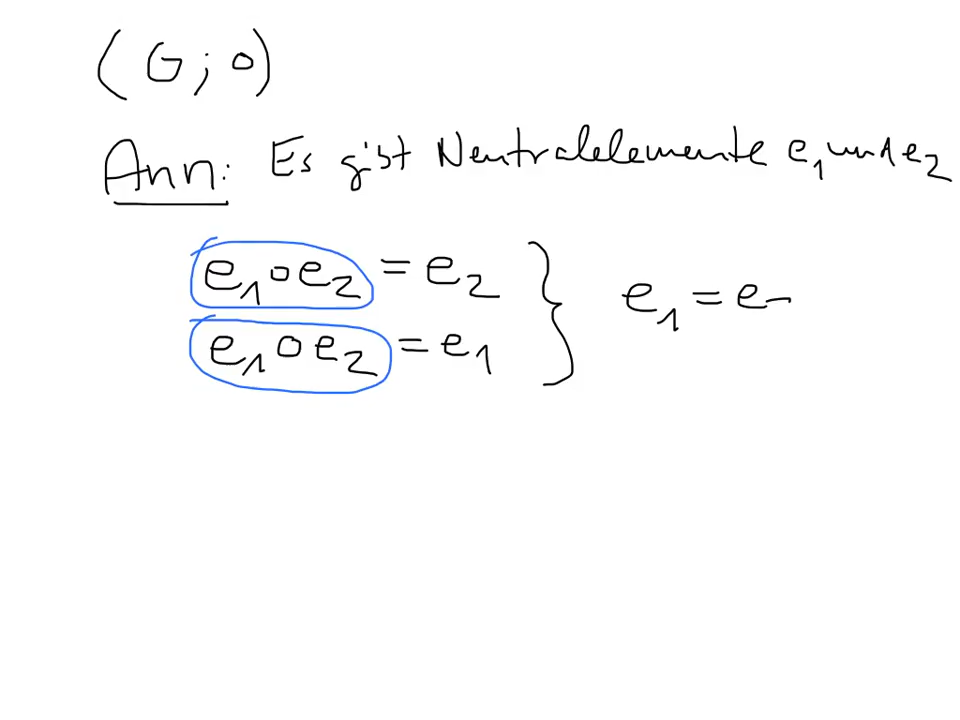 (G; ∘)
Ann: Es gibt Neutralelemente e₁ und e₂
e₁∘e₂ = e₂
e₁∘e₂ = e₁
} e₁ = e